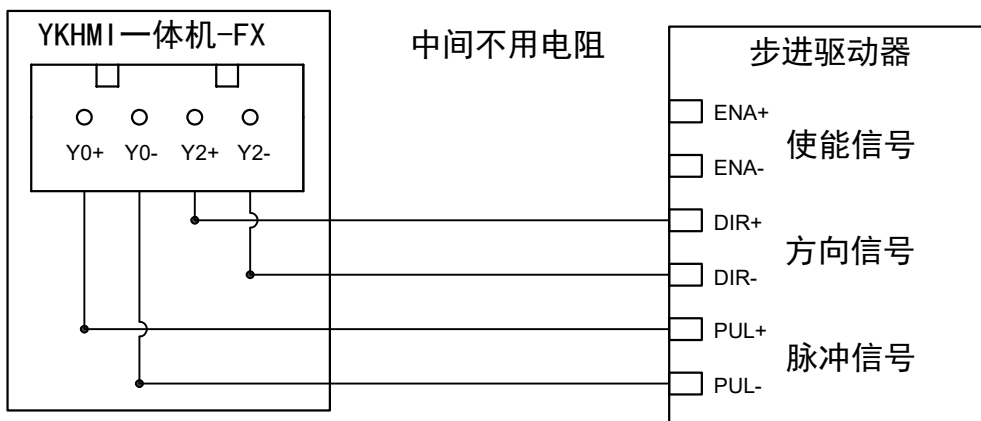 YKHMI一体机-FX
Y0+ Y0- Y2+ Y2-
中间不用电阻
步进驱动器
ENA+
使能信号
ENA-
DIR+
方向信号
DIR-
PUL+
脉冲信号
PUL-